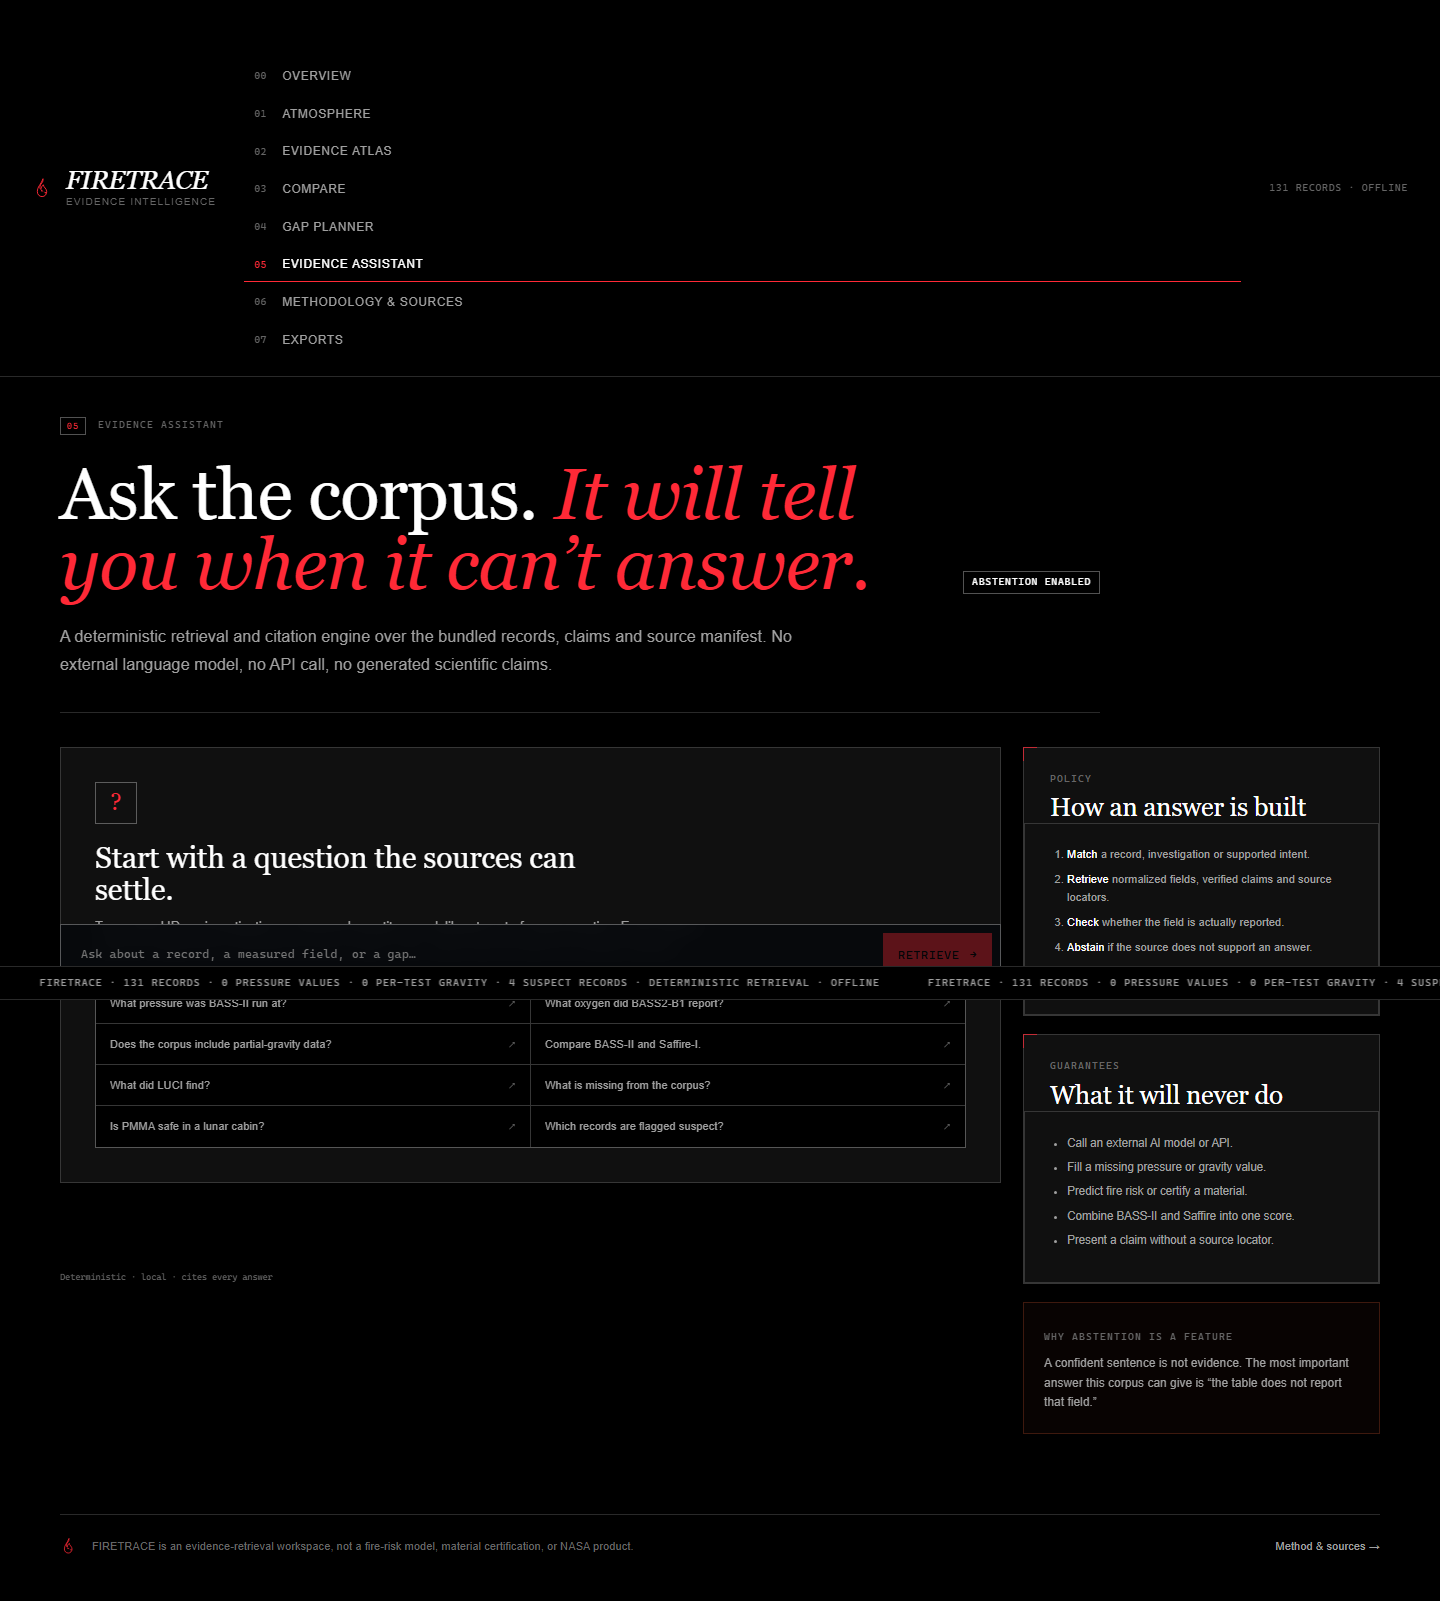 00 OVERVIEW
01 ATMOSPHERE
02 EVIDENCE ATLAS
03 COMPARE
04 GAP PLANNER
05 EVIDENCE ASSISTANT
06 METHODOLOGY & SOURCES
07 EXPORTS
FIRETRACE
EVIDENCE INTELLIGENCE
131 RECORDS · OFFLINE
05 EVIDENCE ASSISTANT
Ask the corpus. It will tell
you when it can’t answer.
ABSTENTION ENABLED
A deterministic retrieval and citation engine over the bundled records, claims and source manifest. No
external language model, no API call, no generated scientific claims.
?
Start with a question the sources can
settle.
Ask about a record, a measured field, or a gap…
RETRIEVE →
FIRETRACE · 131 RECORDS · 0 PRESSURE VALUES · 0 PER-TEST GRAVITY · 4 SUSPECT RECORDS · DETERMINISTIC RETRIEVAL · OFFLINE
FIRETRACE · 131 RECORDS · 0 PRESSURE VALUES · 0 PER-TEST GRAVITY · 4
What pressure was BASS-II run at? ↗
What oxygen did BASS2-B1 report? ↗
Does the corpus include partial-gravity data? ↗
Compare BASS-II and Saffire-I. ↗
What did LUCI find? ↗
What is missing from the corpus? ↗
Is PMMA safe in a lunar cabin? ↗
Which records are flagged suspect? ↗
Deterministic · local · cites every answer
POLICY
How an answer is built
1. Match a record, investigation or supported intent.
2. Retrieve normalized fields, verified claims and source
locators.
3. Check whether the field is actually reported.
4. Abstain if the source does not support an answer.
GUARANTEES
What it will never do
• Call an external AI model or API.
• Fill a missing pressure or gravity value.
• Predict fire risk or certify a material.
• Combine BASS-II and Saffire into one score.
• Present a claim without a source locator.
WHY ABSTENTION IS A FEATURE
A confident sentence is not evidence. The most important
answer this corpus can give is “the table does not report
that field.”
FIRETRACE is an evidence-retrieval workspace, not a fire-risk model, material certification, or NASA product.
Method & sources →